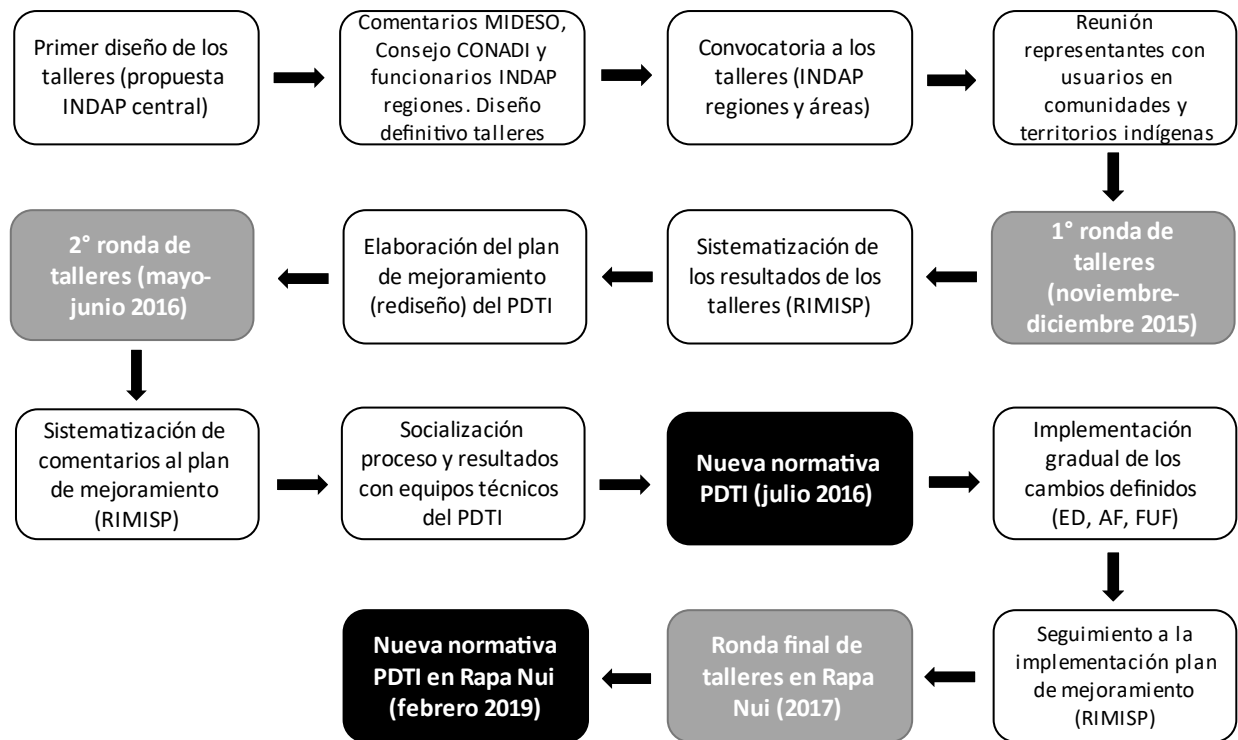 Primer diseño de los
talleres (propuesta
INDAP central)
Comentarios MIDESO,
Consejo CONADI y
funcionarios INDAP
regiones. Diseño
definitivo talleres
Convocatoria a los
talleres (INDAP
regiones y áreas)
Reunión
representantes con
usuarios en
comunidades y
territorios indígenas
1° ronda de
talleres
(noviembre-
diciembre 2015)
Sistematización de
los resultados de los
talleres (RIMISP)
Elaboración del plan
de mejoramiento
(rediseño) del PDTI
2° ronda de
talleres (mayo-
junio 2016)
Sistematización de
comentarios al plan
de mejoramiento
(RIMISP)
Socialización
proceso y resultados
con equipos técnicos
del PDTI
Nueva normativa
PDTI (julio 2016)
Implementación
gradual de los
cambios definidos
(ED, AF, FUF)
Seguimiento a la
implementación plan
de mejoramiento
(RIMISP)
Ronda final de
talleres en Rapa
Nui (2017)
Nueva normativa
PDTI en Rapa Nui
(febrero 2019)